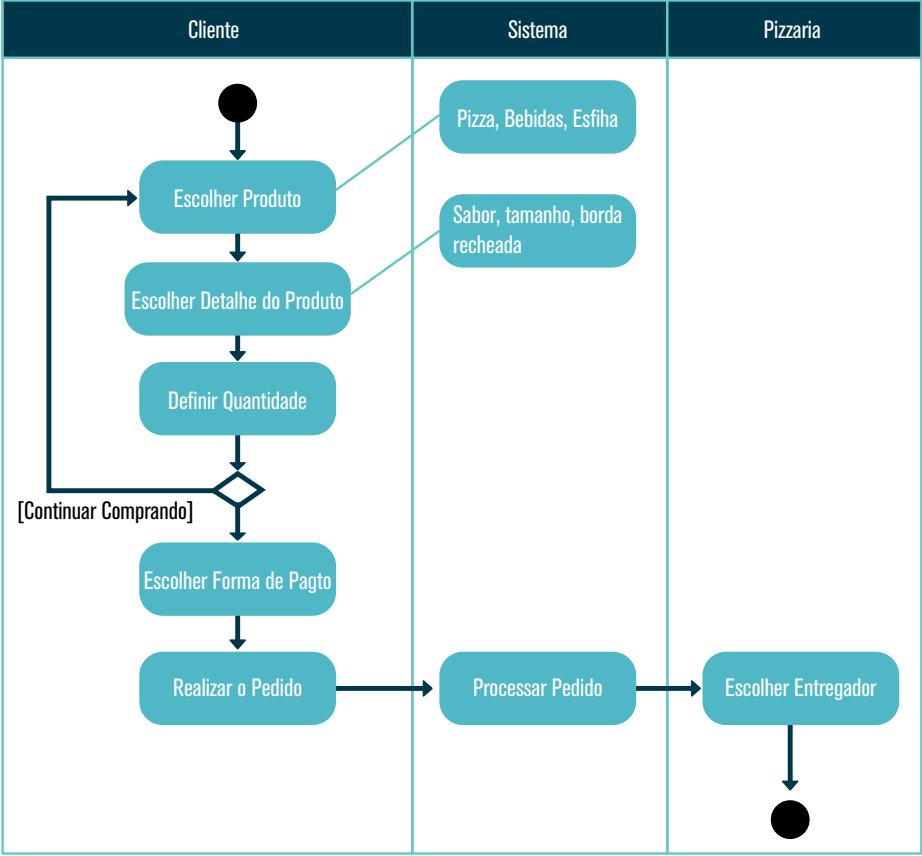 Cliente
Sistema
Pizzaria
Pizza, Bebidas, Esfiha
Escolher Produto
Sabor, tamanho, borda
recheada
Escolher Detalhe do Produto
Definir Quantidade
[Continuar Comprando]
Escolher Forma de Pagto
Realizar o Pedido
Processar Pedido
Escolher Entregador